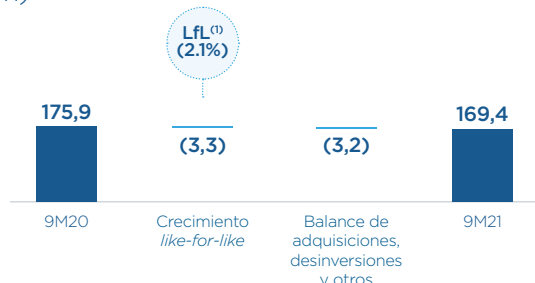 LfL(1)
(2.1%)
175,9
(3,3)
(3,2)
169,4
9M20
Crecimiento
like-for-like
Balance de
adquisiciones,
desinversiones
y otros
9M21